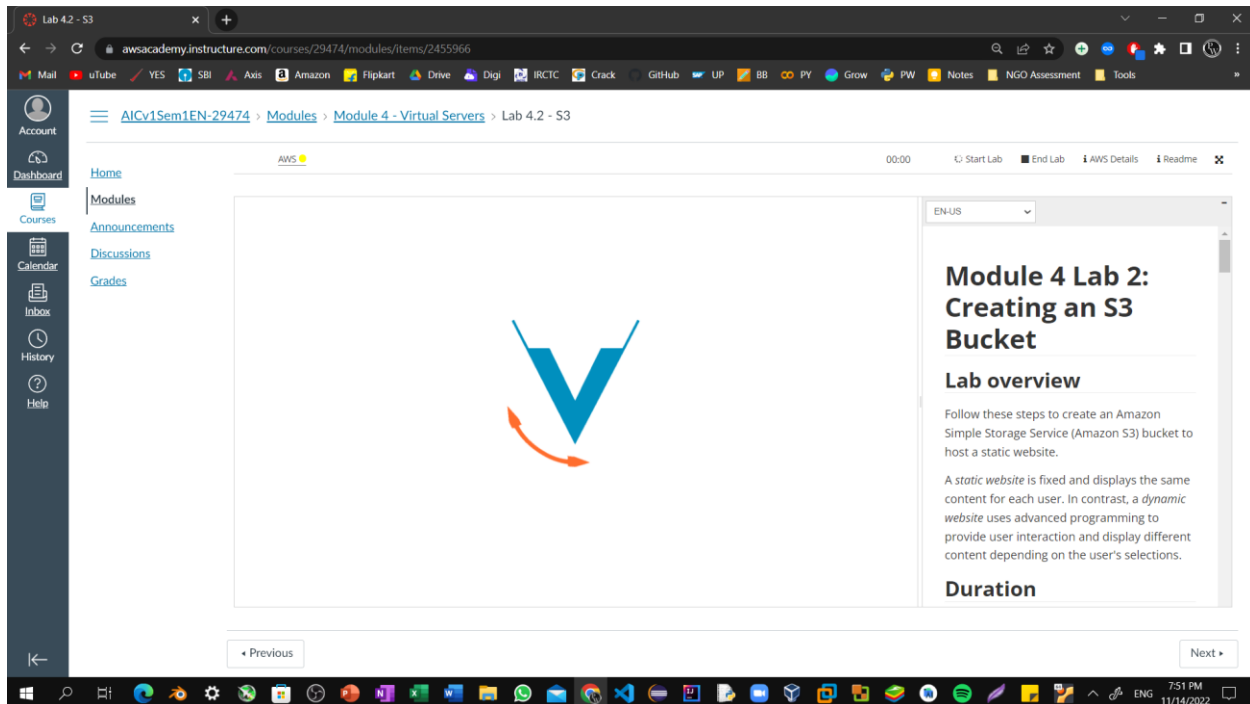 Lab 4.2 - S3
awsacademy.instructure.com/courses/29474/modules/items/2455966
Mail uTube YES SBI Axis Amazon Flipkart Drive Digi IRCTC Crack GitHub UP BB PY Grow PW Notes NGO Assessment Tools »
Account
Dashboard
Courses
Calendar
Inbox
History
Help
AICv1Sem1EN-29474 › Modules › Module 4 - Virtual Servers › Lab 4.2 - S3
Home
Modules
Announcements
Discussions
Grades
AWS 00:00 Start Lab End Lab AWS Details Readme
EN-US
Module 4 Lab 2:
Creating an S3
Bucket
Lab overview
Follow these steps to create an Amazon
Simple Storage Service (Amazon S3) bucket to
host a static website.
A static website is fixed and displays the same
content for each user. In contrast, a dynamic
website uses advanced programming to
provide user interaction and display different
content depending on the user's selections.
Duration
◂ Previous
Next ▸
ENG
7:51 PM
11/14/2022